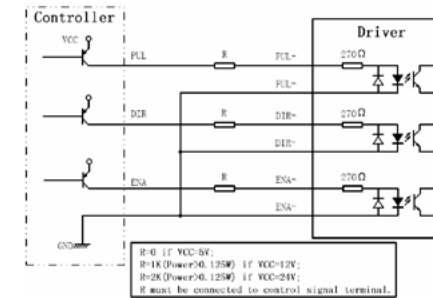 Controller
Driver
VCC
PUL
R
PUL+
270Ω
PUL-
DIR
R
DIR+
270Ω
DIR-
ENA
R
ENA+
270Ω
ENA-
GND
R=0 if VCC=5V;
R=1K(Power>0.125W) if VCC=12V;
R=2K(Power>0.125W) if VCC=24V;
R must be connected to control signal terminal.